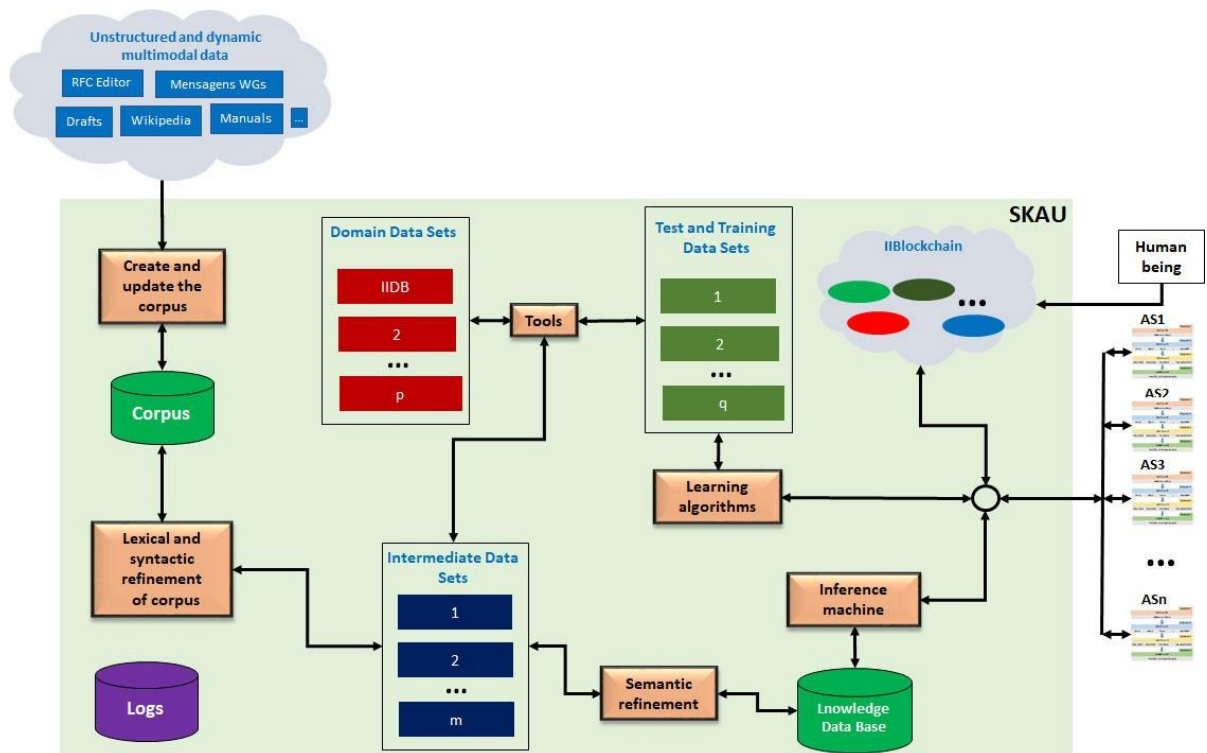 Unstructured and dynamic
multimodal data
RFC Editor
Mensagens WGs
Drafts
Wikipedia
Manuals
...
SKAU
Create and
update the
corpus
Corpus
Lexical and
syntactic
refinement
of corpus
Logs
Domain Data Sets
IIDB
2
...
p
Tools
Test and Training
Data Sets
1
2
...
q
Learning
algorithms
Intermediate Data
Sets
1
2
...
m
Semantic
refinement
Lnowledge
Data Base
Inference
machine
IIBlockchain
...
Human
being
AS1
AS2
AS3
...
ASn